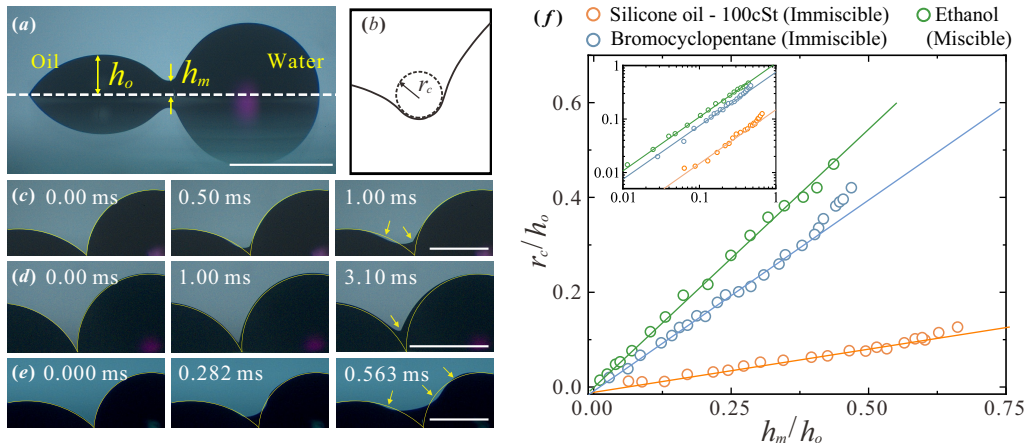 (a)
Oil
h_o
h_m
Water
(b)
r_c
(c)
0.00 ms
0.50 ms
1.00 ms
(d)
0.00 ms
1.00 ms
3.10 ms
(e)
0.000 ms
0.282 ms
0.563 ms
(f)
Silicone oil - 100cSt (Immiscible)
Bromocyclopentane (Immiscible)
Ethanol
(Miscible)
1
0.1
0.01
0.01
0.1
1
0.6
0.4
0.2
0.0
r_c/h_o
0.00
0.25
0.50
0.75
h_m/h_o